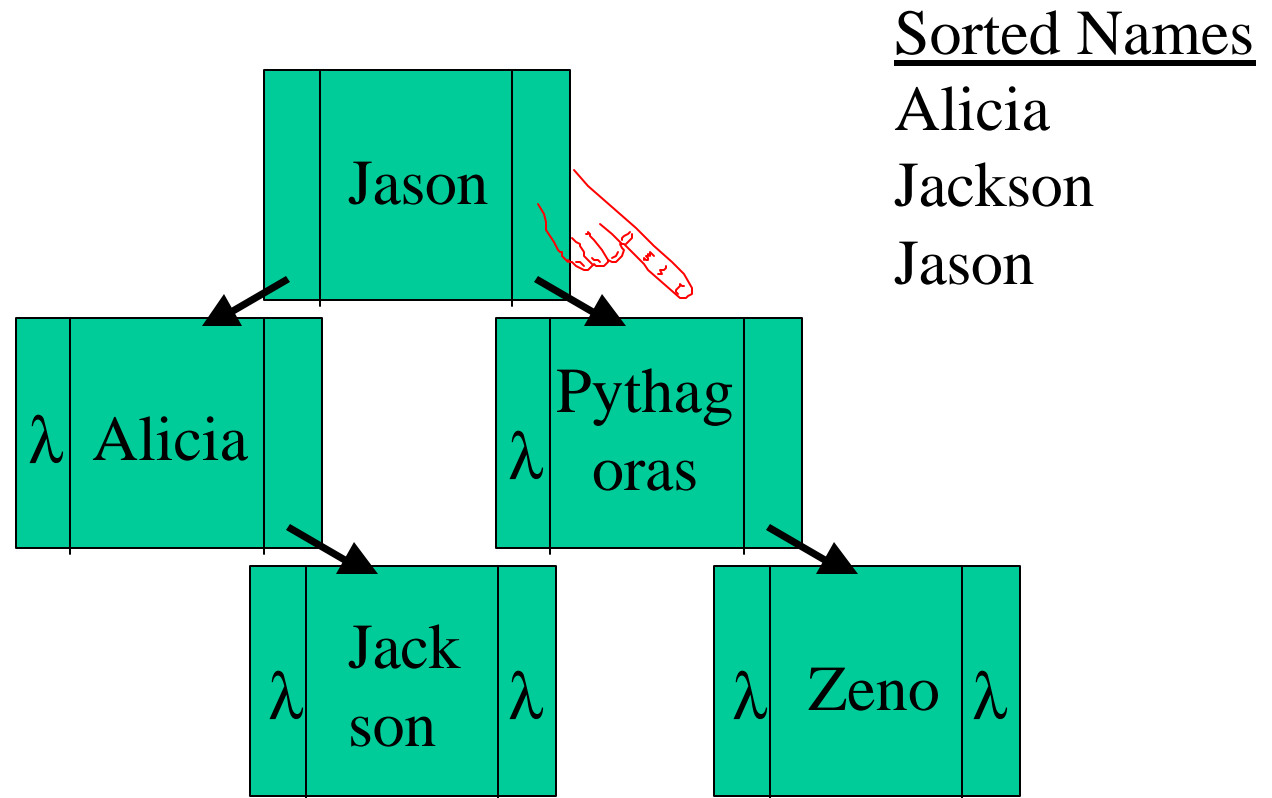 Sorted Names
Alicia
Jackson
Jason
Jason
λ Alicia
λ Pythag
oras
λ Jack
son λ
λ Zeno λ